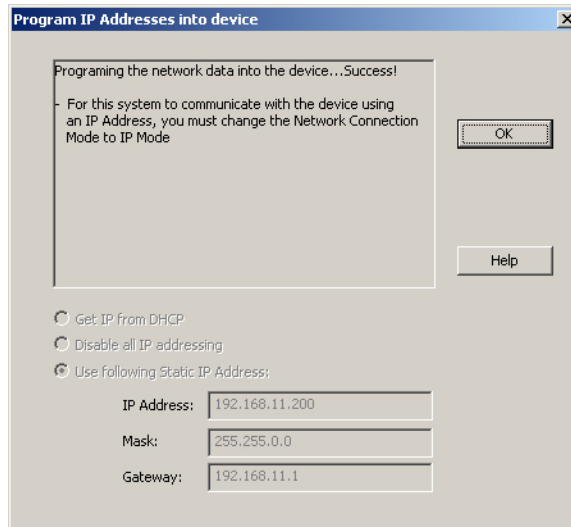 Program IP Addresses into device
Programing the network data into the device...Success!
- For this system to communicate with the device using
an IP Address, you must change the Network Connection
Mode to IP Mode
OK
Help
Get IP from DHCP
Disable all IP addressing
Use following Static IP Address:
IP Address: 192.168.11.200
Mask: 255.255.0.0
Gateway: 192.168.11.1